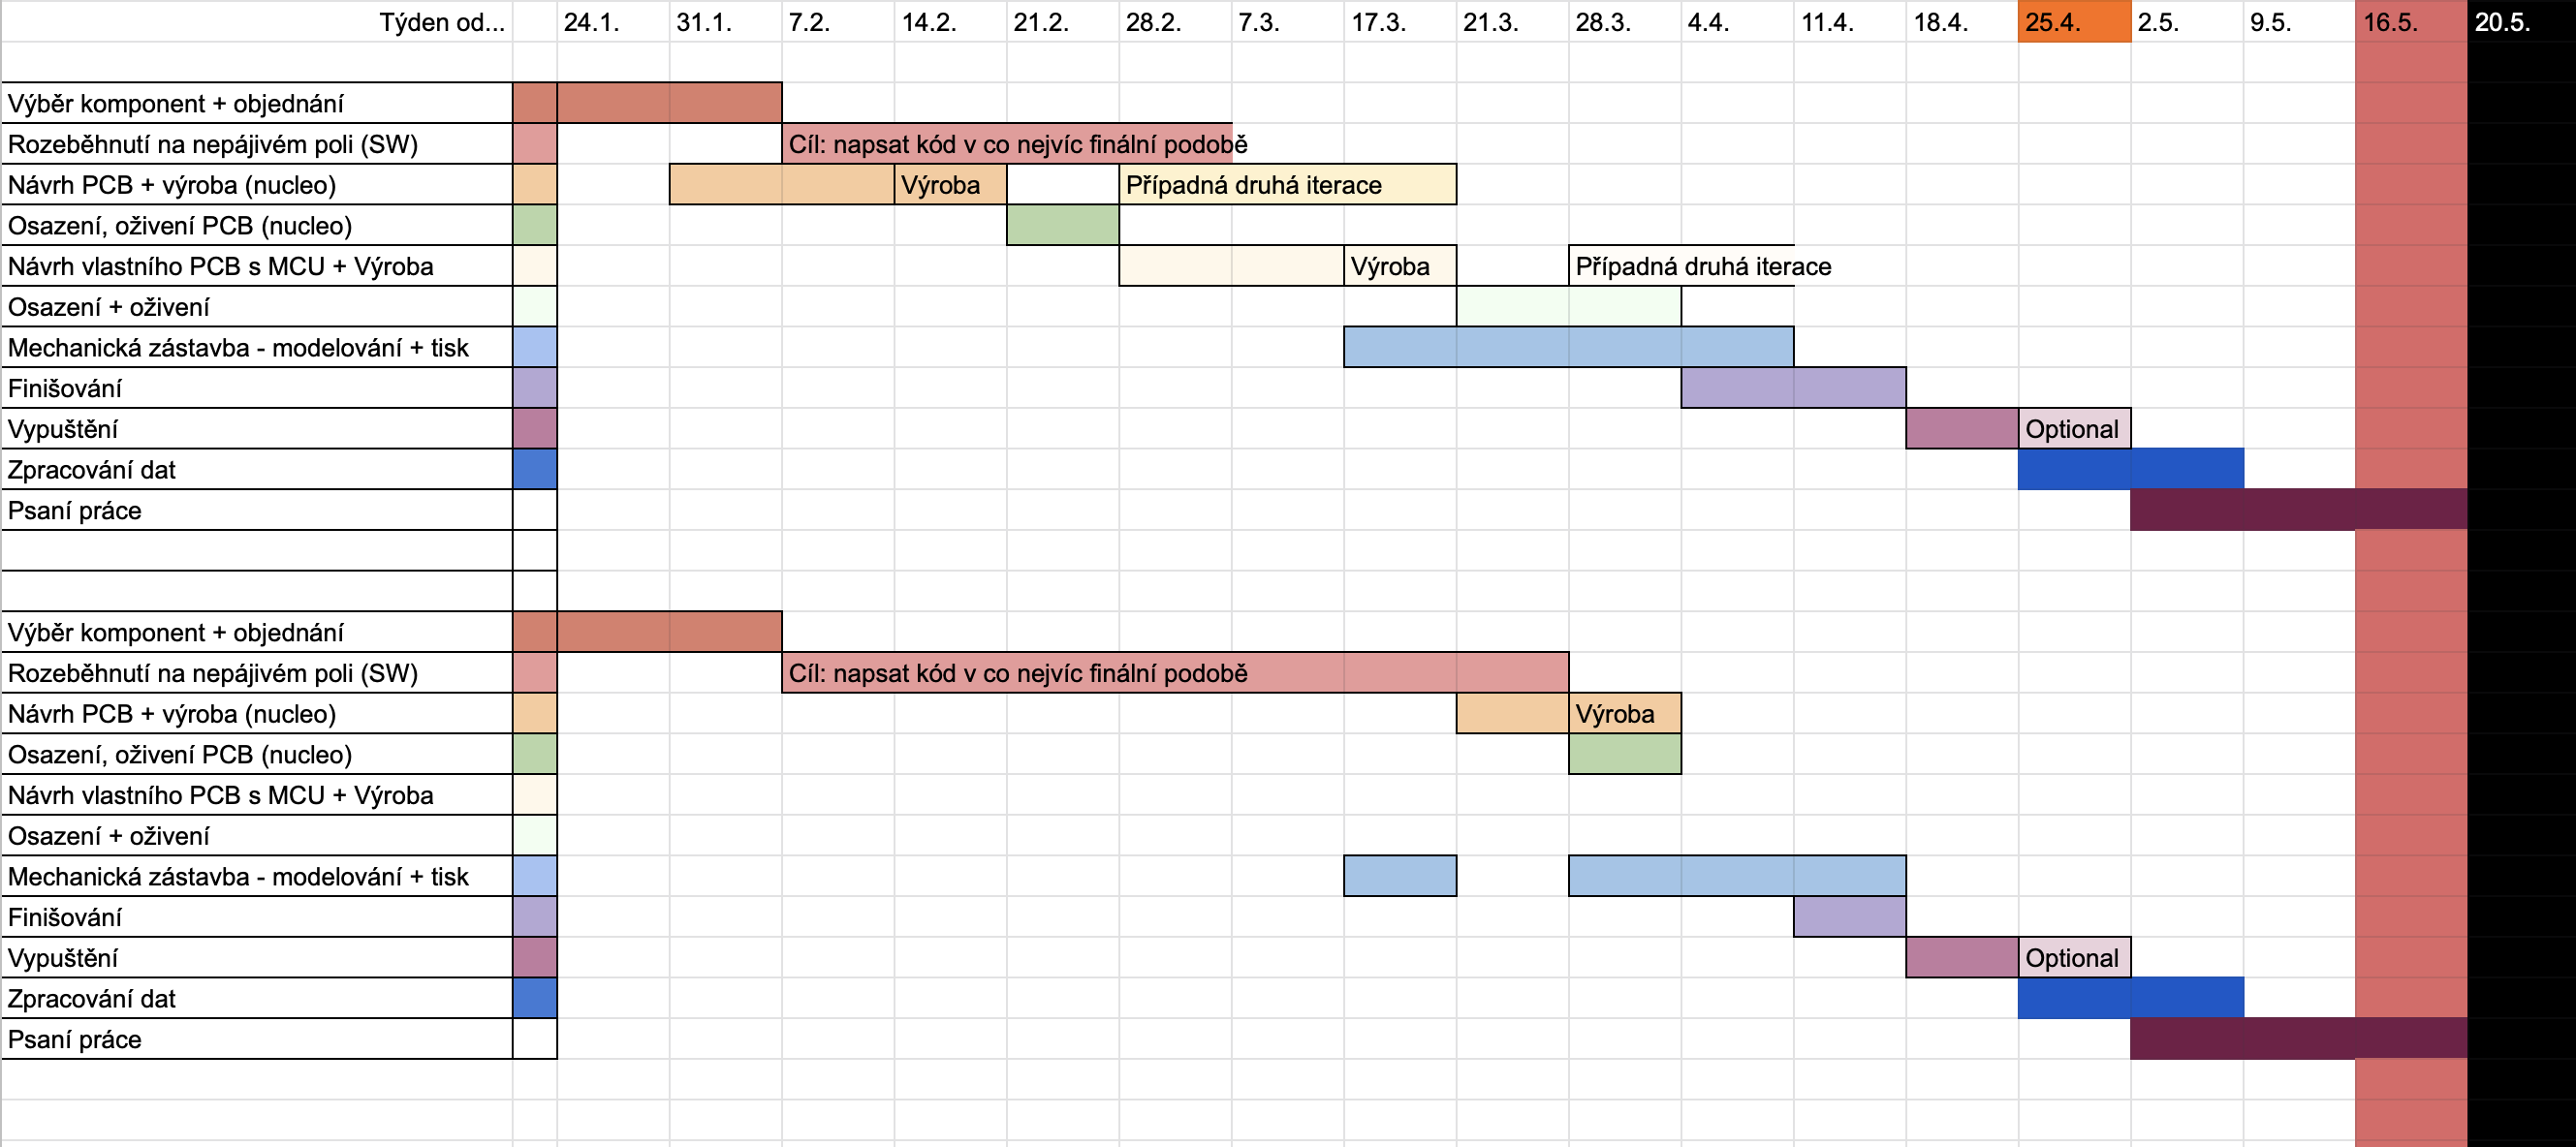 Týden od... 24.1. 31.1. 7.2. 14.2. 21.2. 28.2. 7.3. 17.3. 21.3. 28.3. 4.4. 11.4. 18.4. 25.4. 2.5. 9.5. 16.5. 20.5.
Výběr komponent + objednání
Rozeběhnutí na nepájivém poli (SW) Cíl: napsat kód v co nejvíc finální podobě
Návrh PCB + výroba (nucleo) Výroba Případná druhá iterace
Osazení, oživení PCB (nucleo)
Návrh vlastního PCB s MCU + Výroba Výroba Případná druhá iterace
Osazení + oživení
Mechanická zástavba - modelování + tisk
Finišování
Vypuštění Optional
Zpracování dat
Psaní práce
Výběr komponent + objednání
Rozeběhnutí na nepájivém poli (SW) Cíl: napsat kód v co nejvíc finální podobě
Návrh PCB + výroba (nucleo) Výroba
Osazení, oživení PCB (nucleo)
Návrh vlastního PCB s MCU + Výroba
Osazení + oživení
Mechanická zástavba - modelování + tisk
Finišování
Vypuštění Optional
Zpracování dat
Psaní práce